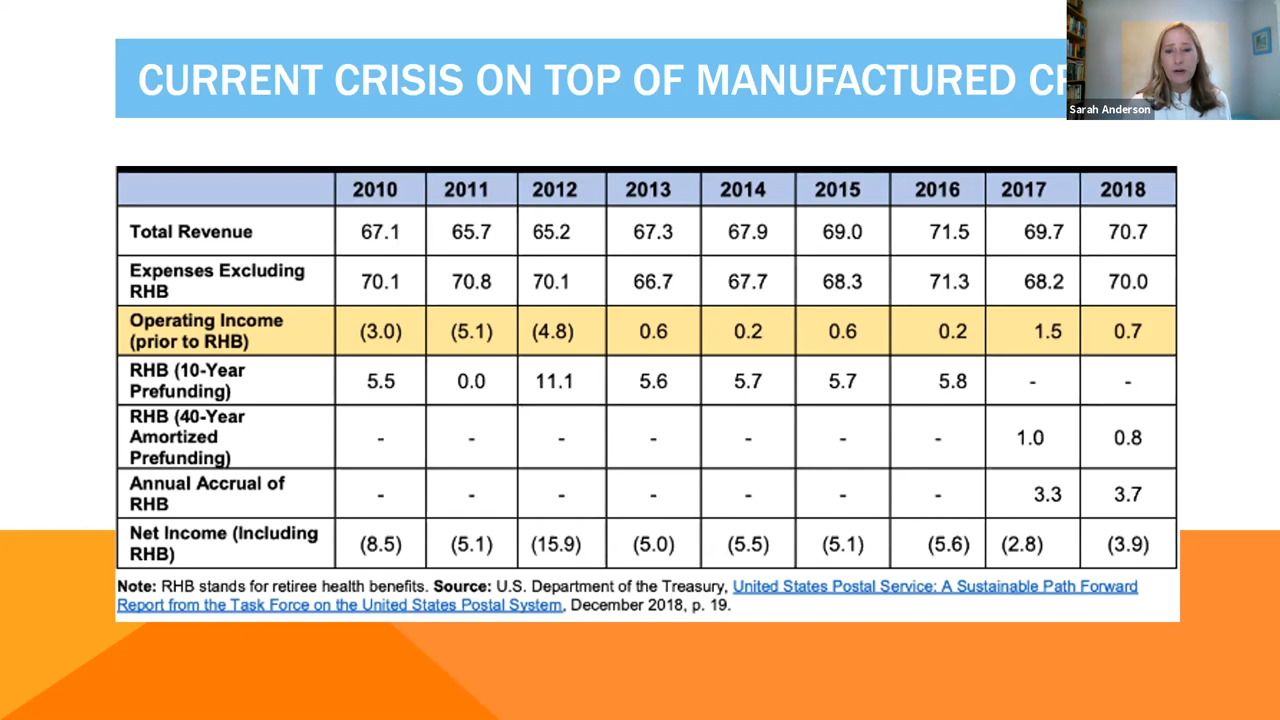 CURRENT CRISIS ON TOP OF MANUFACTURED
Sarah Anderson
2010 2011 2012 2013 2014 2015 2016 2017 2018
Total Revenue 67.1 65.7 65.2 67.3 67.9 69.0 71.5 69.7 70.7
Expenses Excluding
RHB 70.1 70.8 70.1 66.7 67.7 68.3 71.3 68.2 70.0
Operating Income
(prior to RHB) (3.0) (5.1) (4.8) 0.6 0.2 0.6 0.2 1.5 0.7
RHB (10-Year
Prefunding) 5.5 0.0 11.1 5.6 5.7 5.7 5.8 - -
RHB (40-Year
Amortized
Prefunding) - - - - - - - 1.0 0.8
Annual Accrual of
RHB - - - - - - - 3.3 3.7
Net Income (Including
RHB) (8.5) (5.1) (15.9) (5.0) (5.5) (5.1) (5.6) (2.8) (3.9)
Note: RHB stands for retiree health benefits. Source: U.S. Department of the Treasury, United States Postal Service: A Sustainable Path Forward
Report from the Task Force on the United States Postal System, December 2018, p. 19.